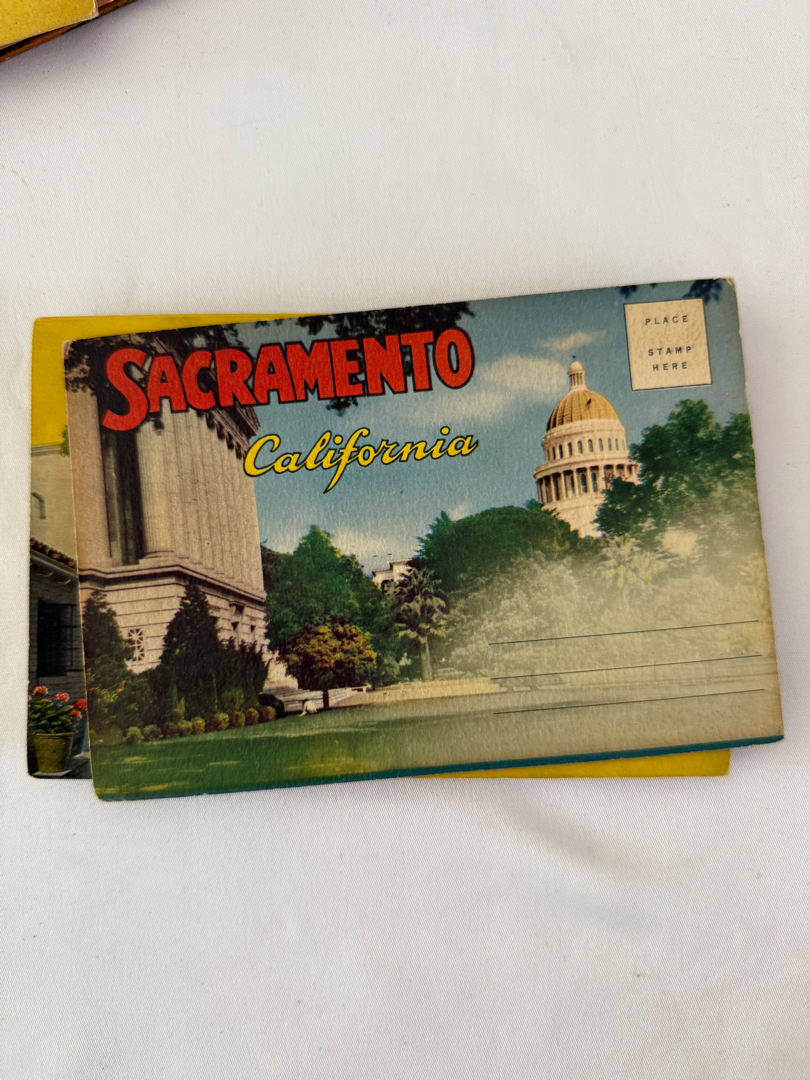 SACRAMENTO
California
PLACE
STAMP
HERE